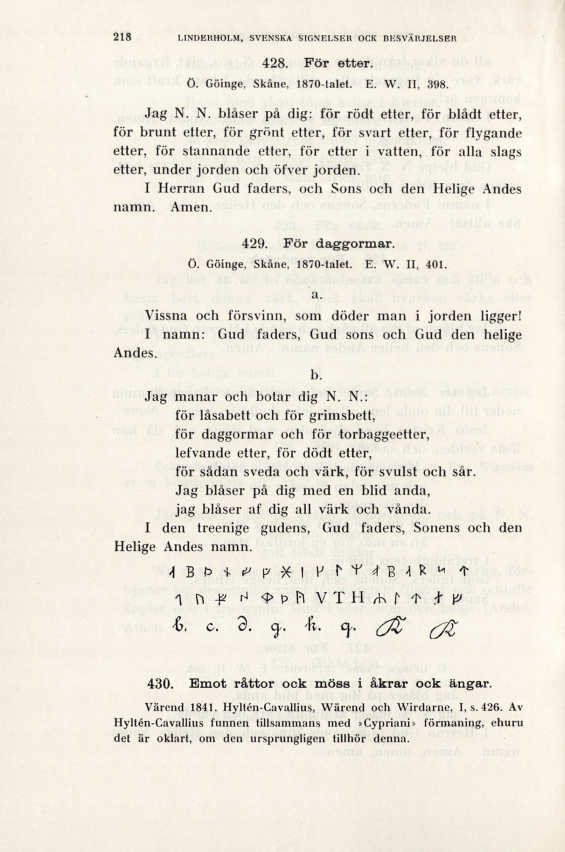 218 LINDERHOLM, SVENSKA SIGNELSER OCK BESVÄRJELSER
428. För etter.
Ö. Göinge, Skåne, 1870-talet. E. W. II, 398.
Jag N. N. blåser på dig: för rödt etter, för blådt etter,
för brunt etter, för grönt etter, för svart etter, för flygande
etter, för stannande etter, för etter i vatten, för alla slags
etter, under jorden och öfver jorden.
I Herran Gud faders, och Sons och den Helige Andes
namn. Amen.
429. För daggormar.
Ö. Göinge, Skåne, 1870-talet. E. W. II, 401.
a.
Vissna och försvinn, som döder man i jorden ligger!
I namn: Gud faders, Gud sons och Gud den helige
Andes.
b.
Jag manar och botar dig N. N.:
för låsabett och för grimsbett,
för daggormar och för torbaggeetter,
lefvande etter, för dödt etter,
för sådan sveda och värk, för svulst och sår.
Jag blåser på dig med en blid anda,
jag blåser af dig all värk och vånda.
I den treenige gudens, Gud faders, Sonens och den
Helige Andes namn.
430. Emot råttor ock möss i åkrar ock ängar.
Värend 1841. Hyltén-Cavallius, Wärend och Wirdarne, I, s. 426. Av
Hyltén-Cavallius funnen tillsammans med »Cypriani» förmaning, ehuru
det är oklart, om den ursprungligen tillhör denna.